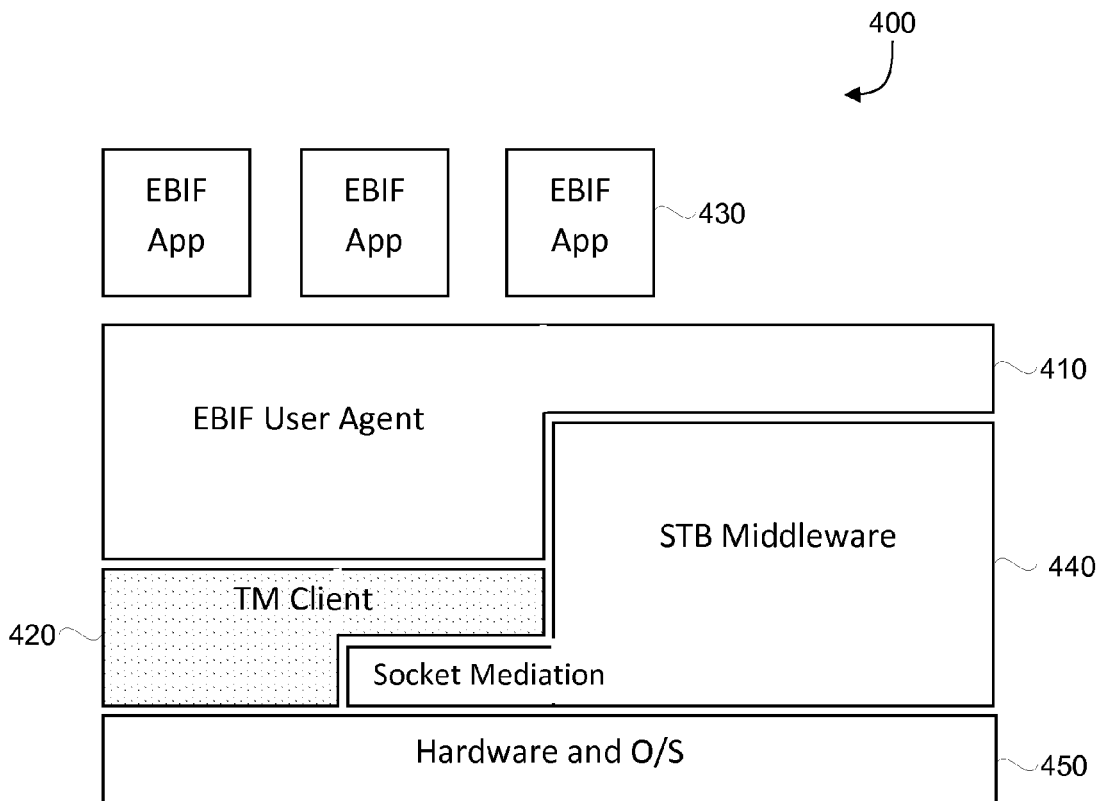 400
EBIF
App
EBIF
App
EBIF
App
430
410
EBIF User Agent
STB Middleware
440
TM Client
420
Socket Mediation
Hardware and O/S
450